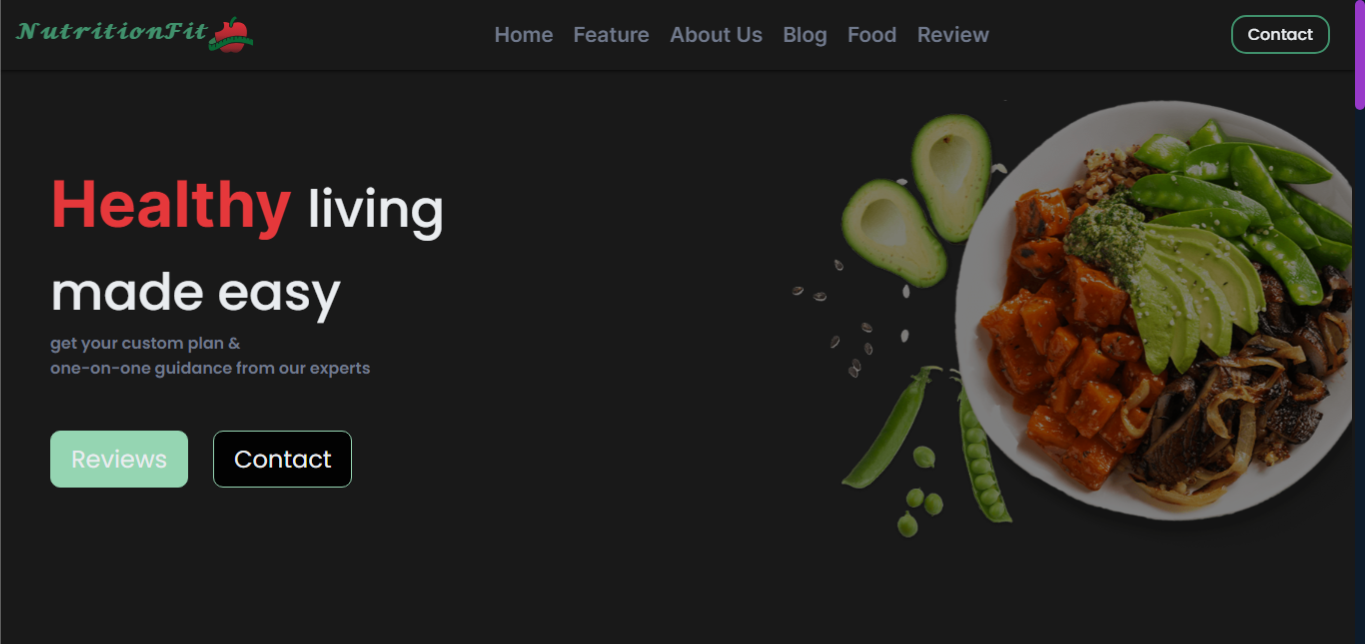 NutritionFit
Home Feature About Us Blog Food Review
Contact
Healthy living
made easy
get your custom plan &
one-on-one guidance from our experts
Reviews Contact